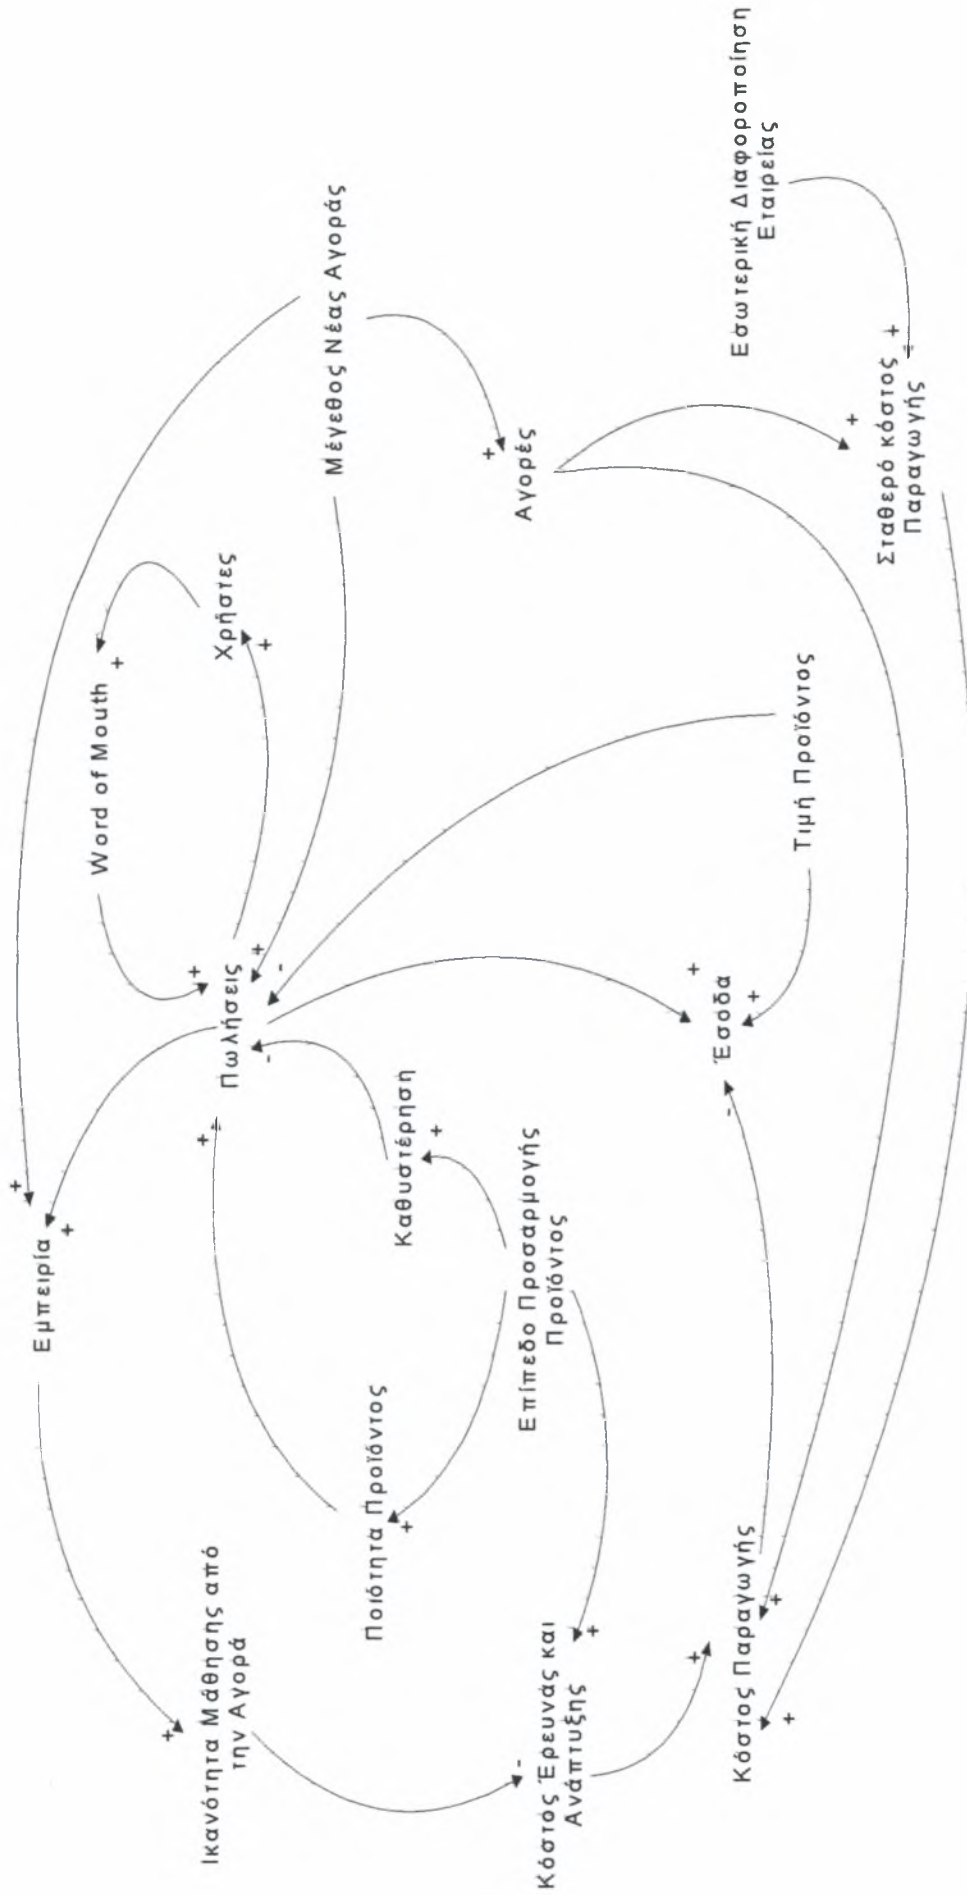 Εμπειρία
Word of Mouth
Ικανότητα Μάθησης από
την Αγορά
Πωλήσεις
Χρήστες
Μέγεθος Νέας Αγοράς
Ποιότητα Προϊόντος
Καθυστέρηση
Επίπεδο Προσαρμογής
Προϊόντος
Αγορές
Κόστος Έρευνάς και
Ανάπτυξης
Έσοδα
Τιμή Προϊόντος
Εσωτερική Διαφοροποίηση
Εταιρείας
Κόστος Παραγωγής
Σταθερό κόστος
Παραγωγής